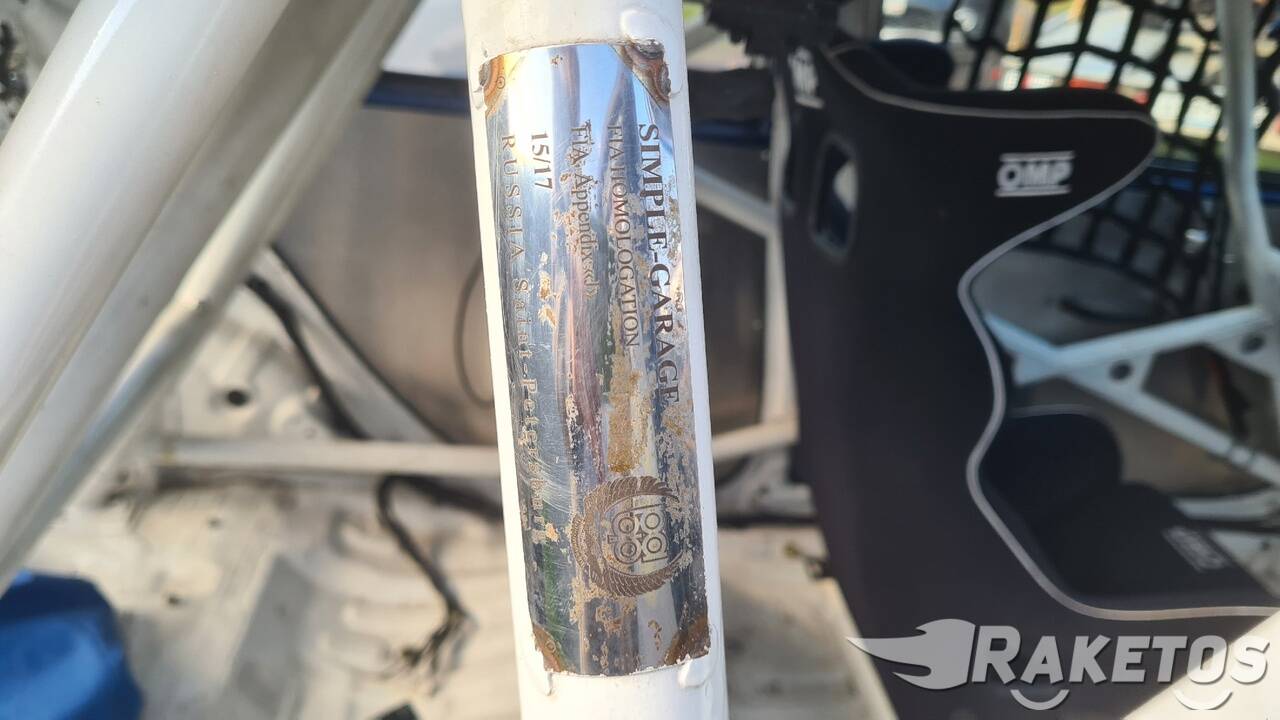 SIMPLE-GARAGE
FIA HOMOLOGATION
FIA Appendix «J»
15/17
RUSSIA Saint-Petersburg
OMP
RAKETOS